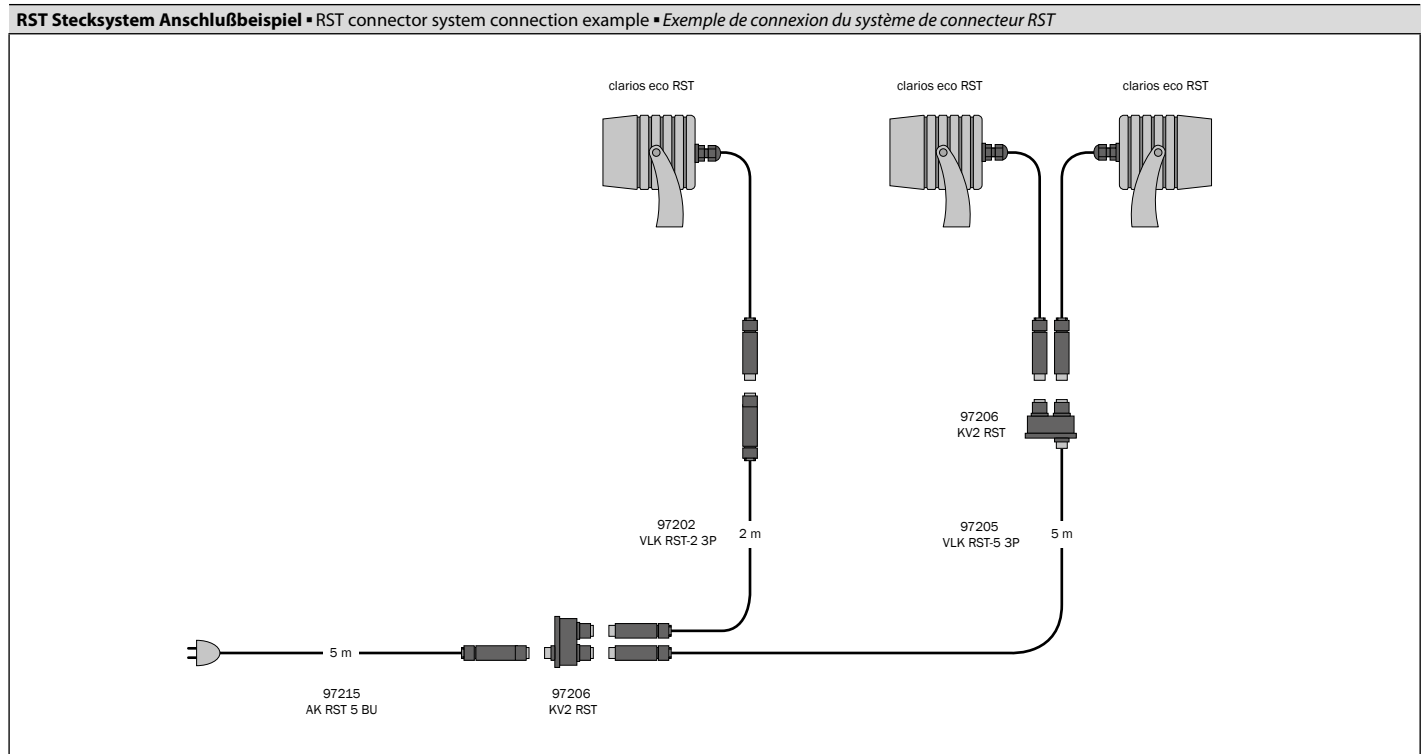 RST Stecksystem Anschlußbeispiel ▪ RST connector system connection example ▪ Exemple de connexion du système de connecteur RST
clarios eco RST
clarios eco RST
clarios eco RST
97206
KV2 RST
97202
VLK RST-2 3P
2 m
97205
VLK RST-5 3P
5 m
5 m
97215
AK RST 5 BU
97206
KV2 RST